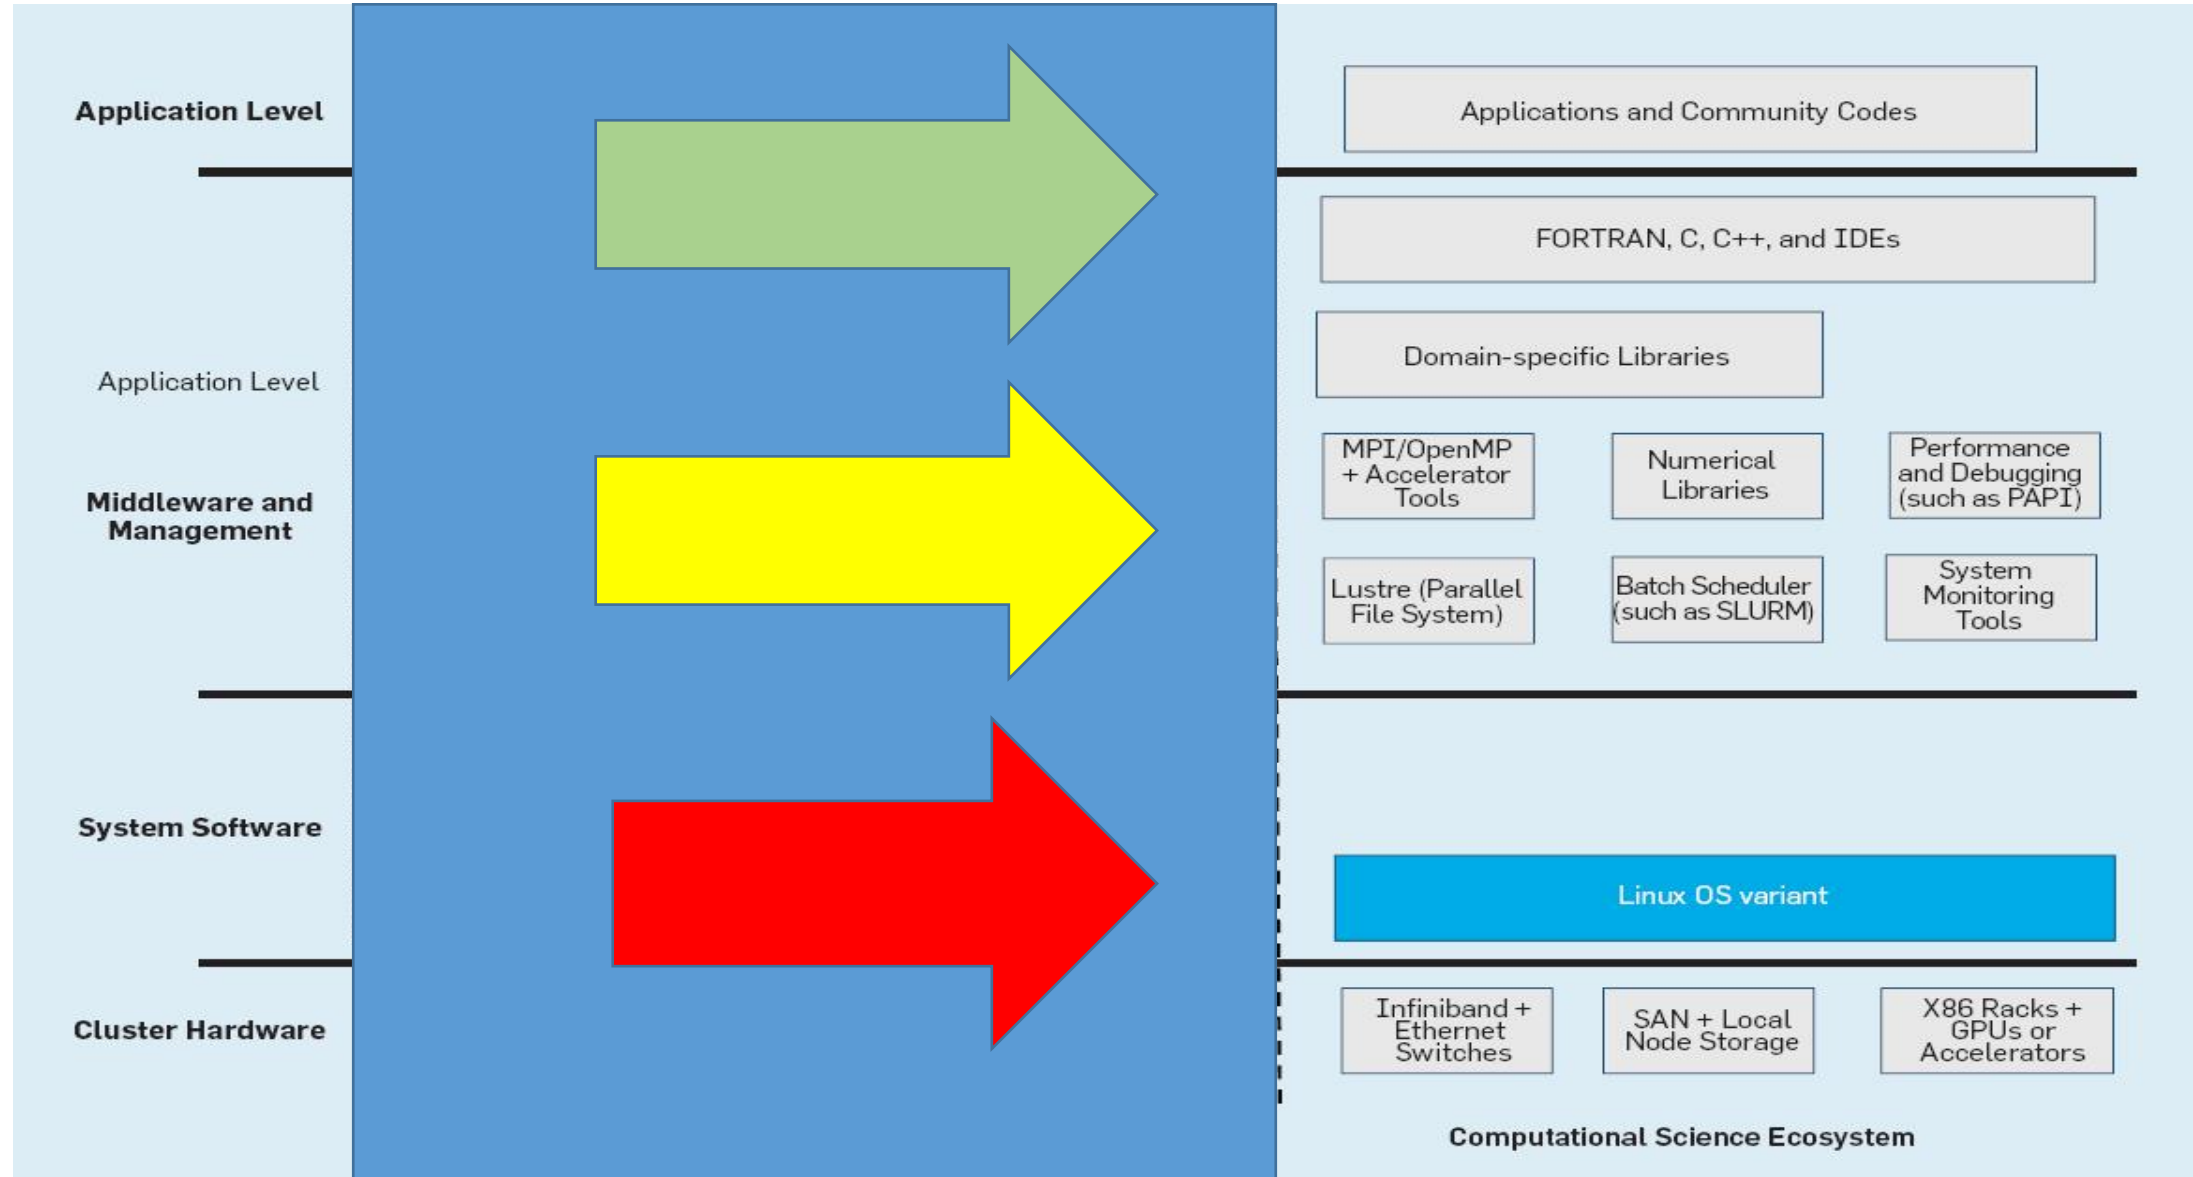 Application Level
Applications and Community Codes
FORTRAN, C, C++, and IDEs
Domain-specific Libraries
Application Level
MPI/OpenMP
+ Accelerator
Tools
Numerical
Libraries
Performance
and Debugging
(such as PAPI)
Middleware and
Management
Lustre (Parallel
File System)
Batch Scheduler
(such as SLURM)
System
Monitoring
Tools
System Software
Linux OS variant
Cluster Hardware
Infiniband +
Ethernet
Switches
SAN + Local
Node Storage
X86 Racks +
GPUs or
Accelerators
Computational Science Ecosystem